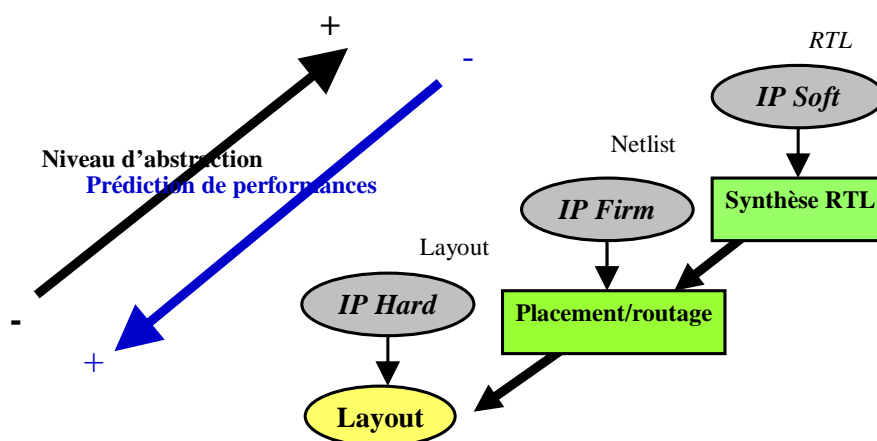 +
-
RTL
IP Soft
Niveau d'abstraction
Prédiction de performances
Netlist
IP Firm
Synthèse RTL
Layout
IP Hard
Placement/routage
-
+
Layout